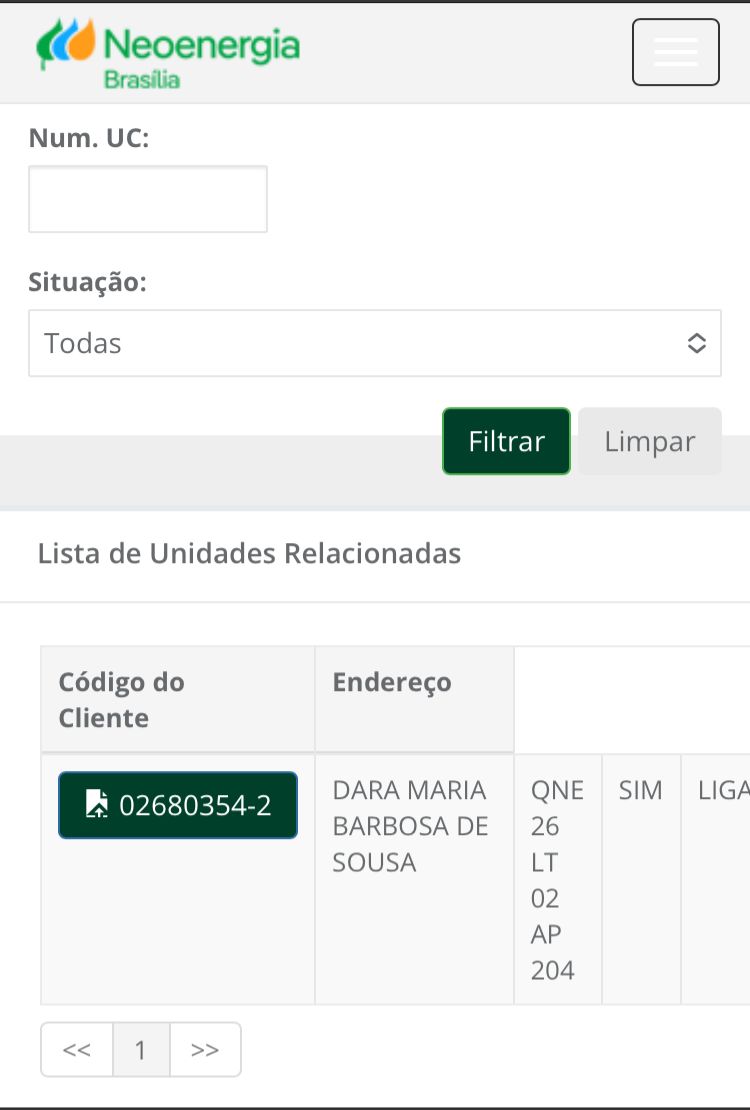 Neoenergia
Brasília
Num. UC:
Situação:
Todas
Filtrar
Limpar
Lista de Unidades Relacionadas
Código do
Cliente
Endereço
02680354-2
DARA MARIA
BARBOSA DE
SOUSA
QNE
26
LT
02
AP
204
SIM
LIGA
<<
1
>>